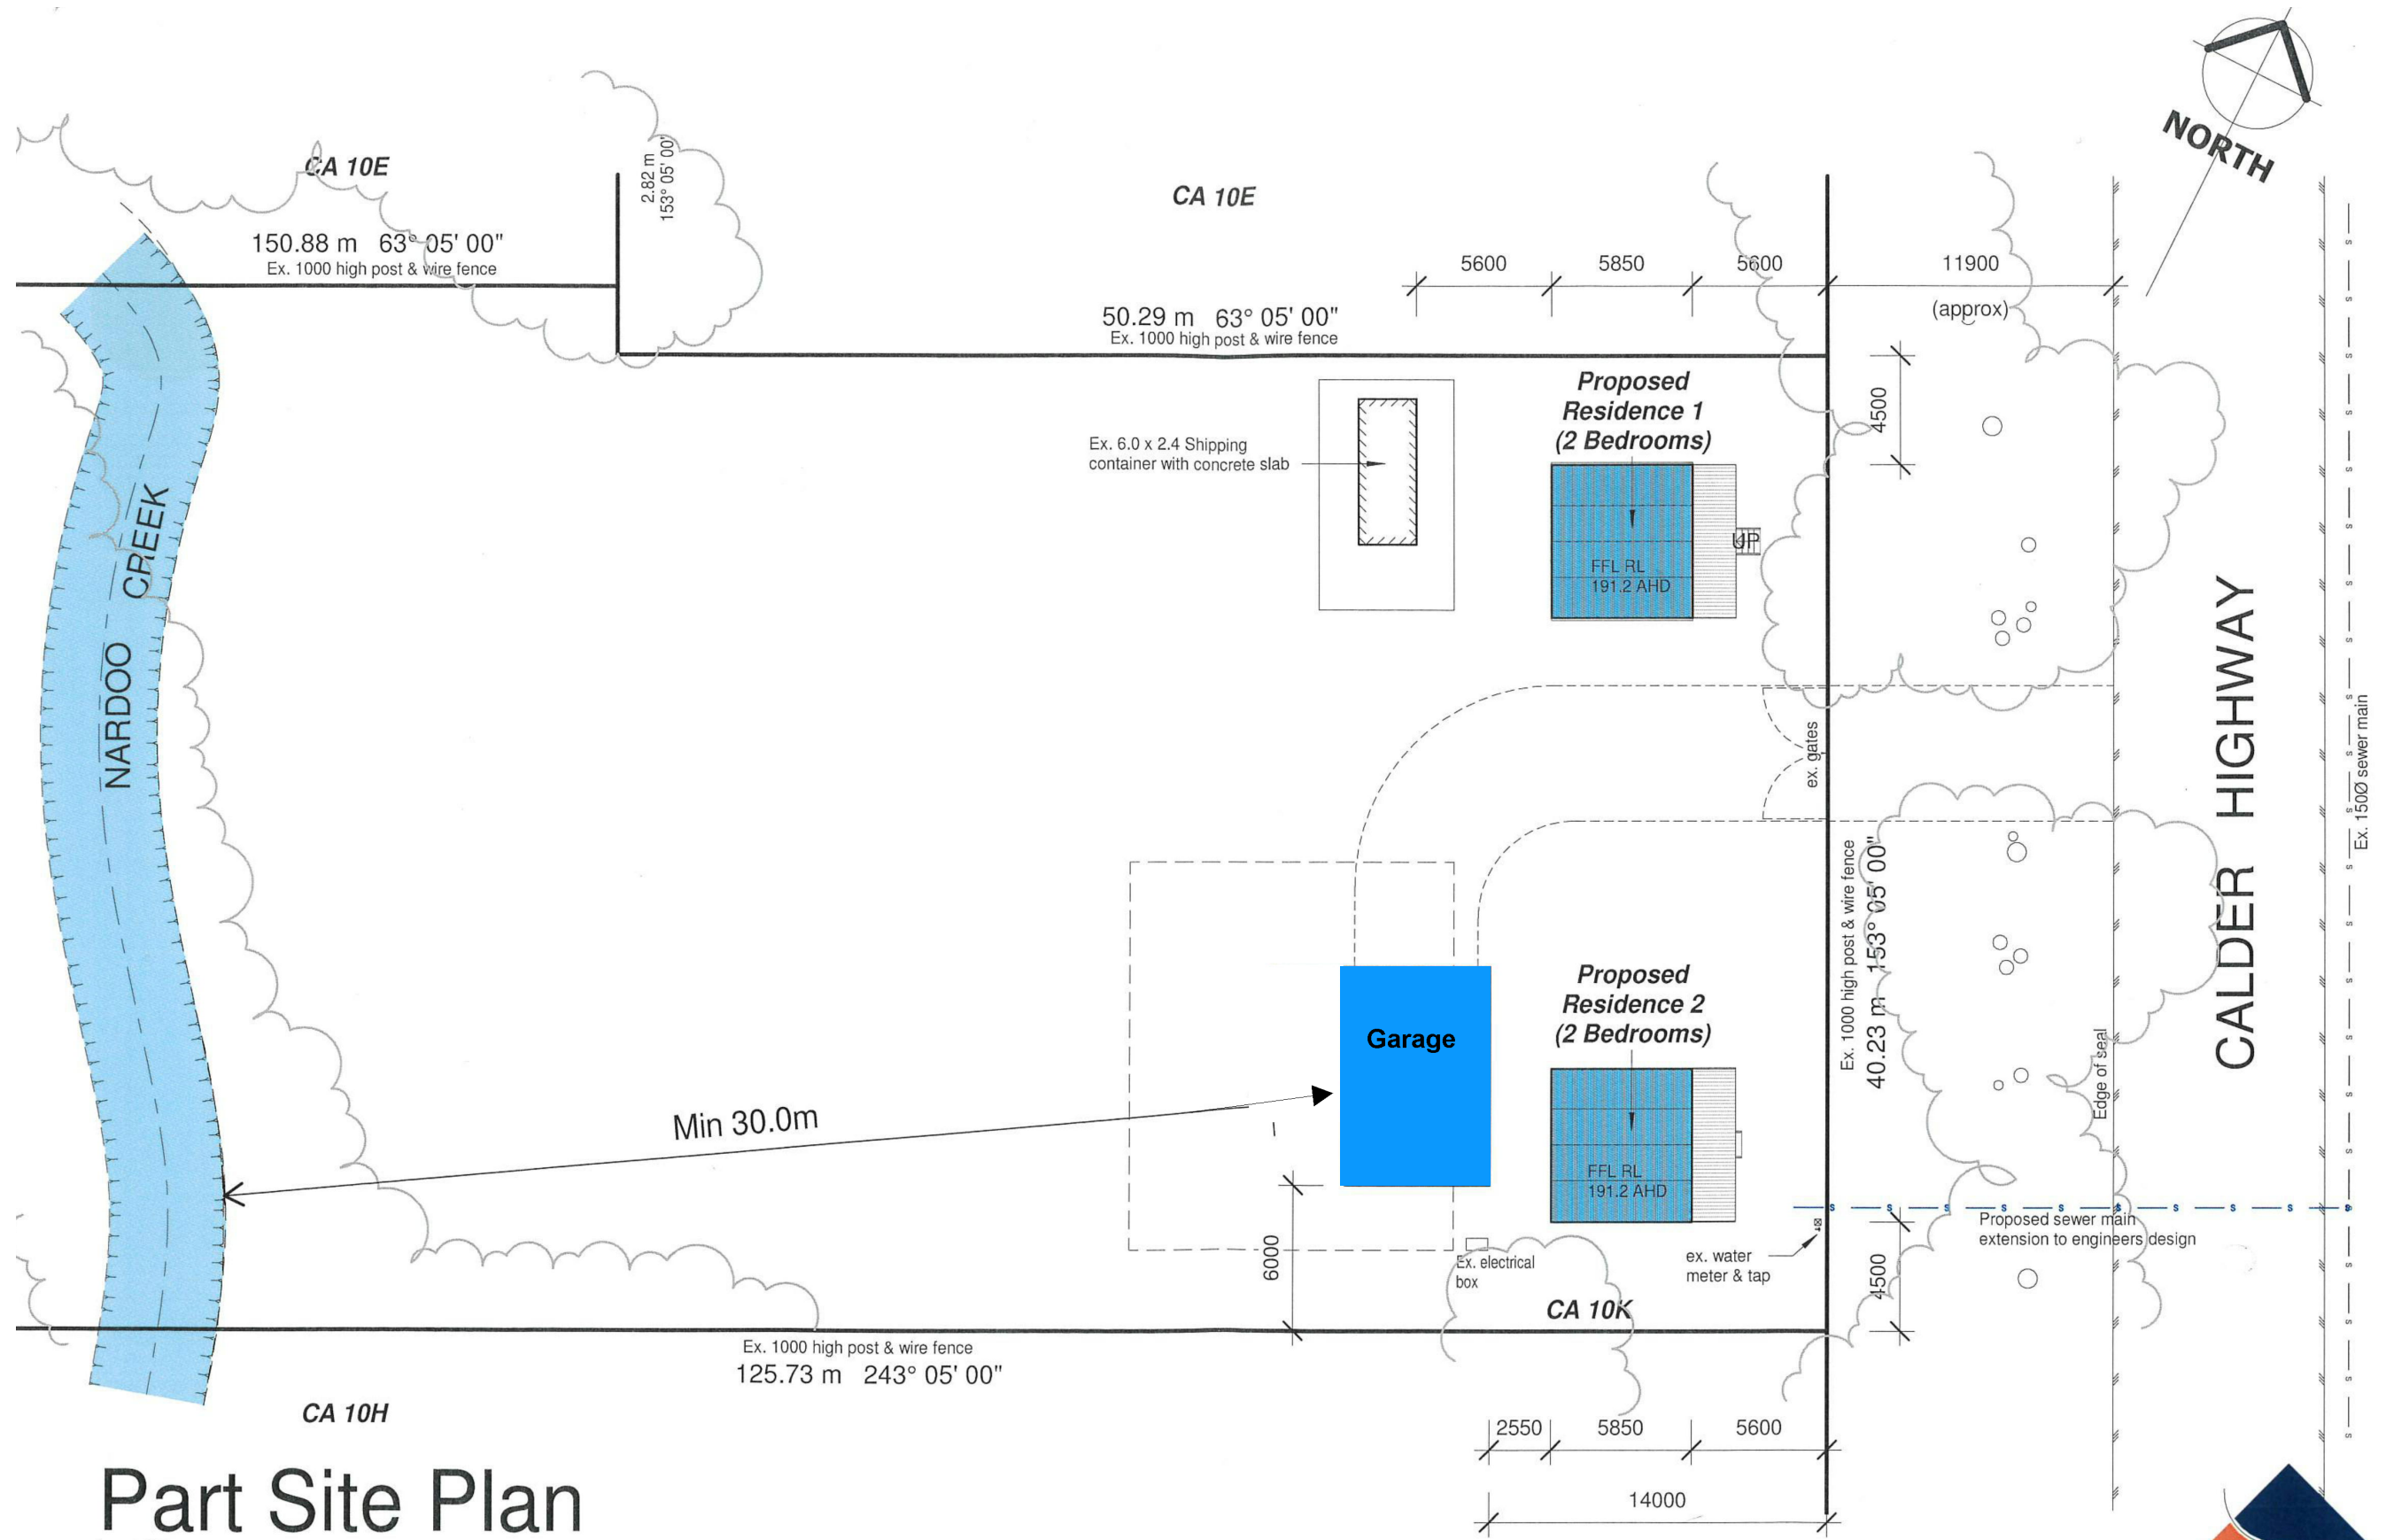 NORTH
CA 10E
2.82 m
153° 05' 00"
CA 10E
150.88 m 63° 05' 00"
Ex. 1000 high post & wire fence
5600
5850
5600
11900
(approx)
50.29 m 63° 05' 00"
Ex. 1000 high post & wire fence
Proposed
Residence 1
(2 Bedrooms)
4500
Ex. 6.0 x 2.4 Shipping
container with concrete slab
UP
FFL RL
191.2 AHD
NARDOO CREEK
ex. gates
CALDER HIGHWAY
Ex. 150Ø sewer main
Ex. 1000 high post & wire fence
40.23 m 153° 05' 00"
Edge of seal
Garage
Proposed
Residence 2
(2 Bedrooms)
Min 30.0m
FFL RL
191.2 AHD
s s s s s s s s s s
Proposed sewer main
extension to engineers design
6000
Ex. electrical
box
ex. water
meter & tap
4500
CA 10K
Ex. 1000 high post & wire fence
125.73 m 243° 05' 00"
CA 10H
2550
5850
5600
14000
Part Site Plan